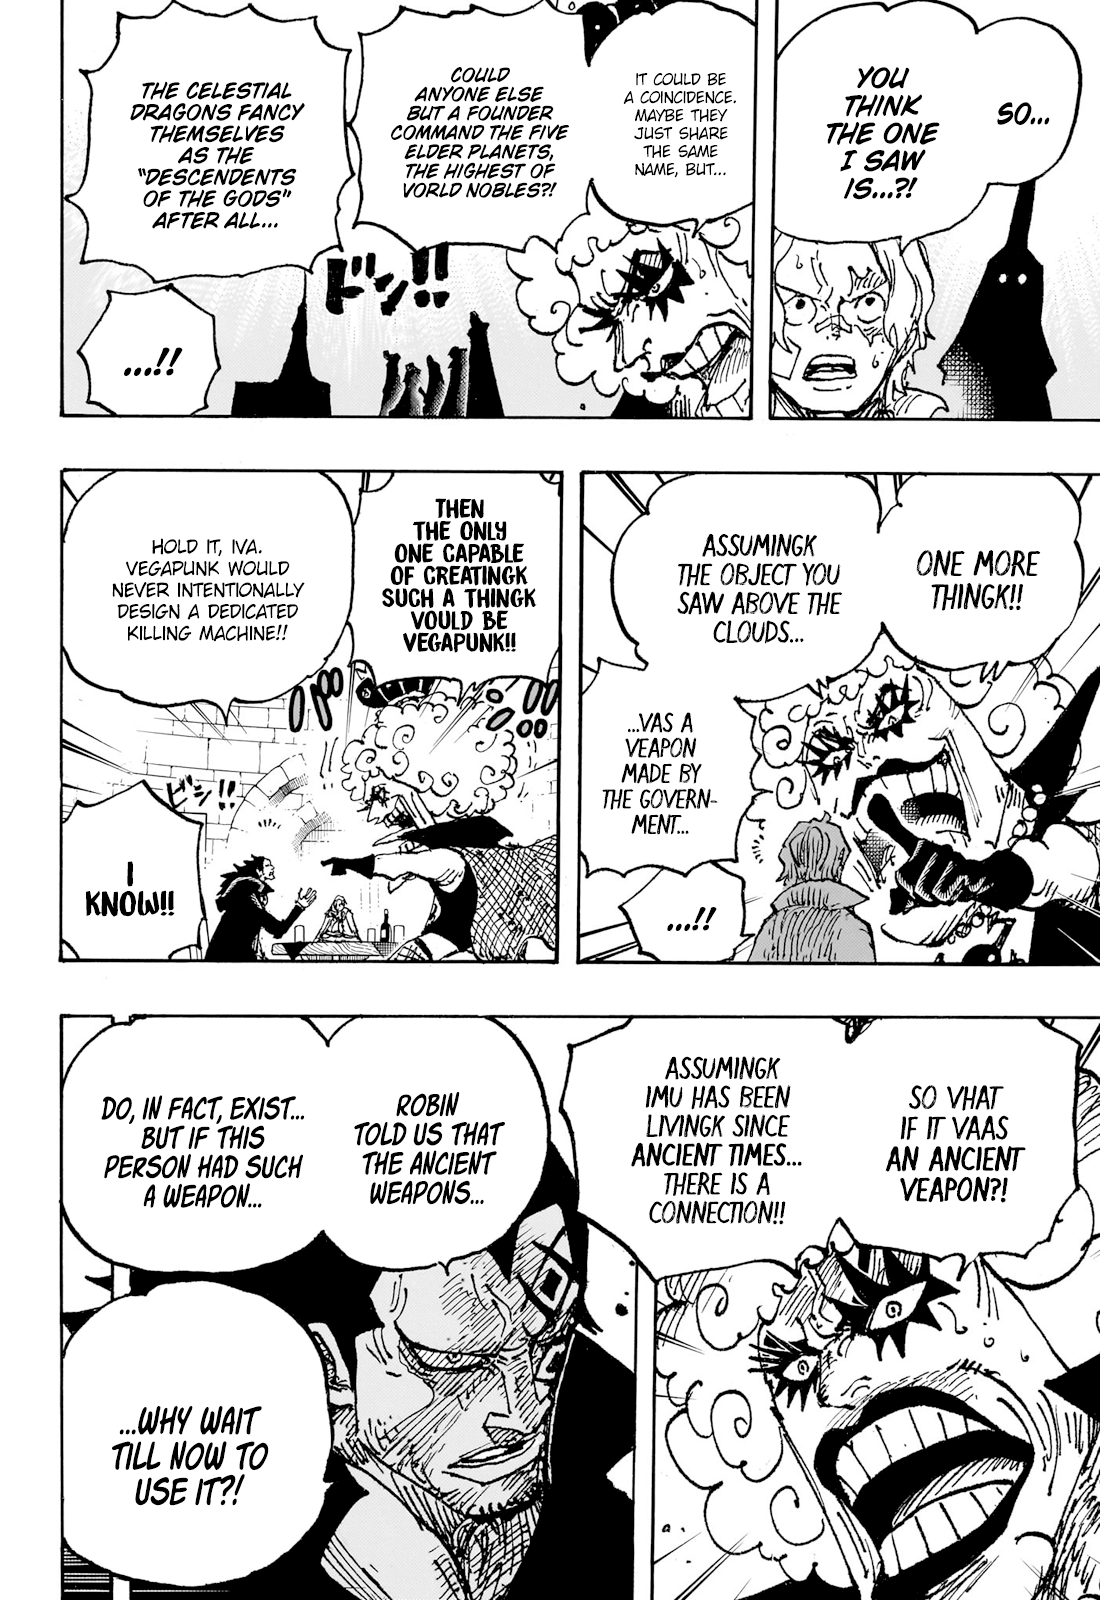 SO...
YOU
THINK
THE ONE
I SAW
IS...?!
IT COULD BE
A COINCIDENCE.
MAYBE THEY
JUST SHARE
THE SAME
NAME, BUT...
COULD
ANYONE ELSE
BUT A FOUNDER
COMMAND THE FIVE
ELDER PLANETS,
THE HIGHEST OF
VORLD NOBLES?!
THE CELESTIAL
DRAGONS FANCY
THEMSELVES
AS THE
"DESCENDENTS
OF THE GODS"
AFTER ALL...
ドン!!
...!!
ONE MORE
THINGK!!
ASSUMINGK
THE OBJECT YOU
SAW ABOVE THE
CLOUDS...
...VAS A
VEAPON
MADE BY
THE GOVERN-
MENT...
...!!
THEN
THE ONLY
ONE CAPABLE
OF CREATINGK
SUCH A THINGK
VOULD BE
VEGAPUNK!!
HOLD IT, IVA.
VEGAPUNK WOULD
NEVER INTENTIONALLY
DESIGN A DEDICATED
KILLING MACHINE!!
I
KNOW!!
SO VHAT
IF IT VAAS
AN ANCIENT
VEAPON?!
ASSUMINGK
IMU HAS BEEN
LIVINGK SINCE
ANCIENT TIMES...
THERE IS A
CONNECTION!!
ROBIN
TOLD US THAT
THE ANCIENT
WEAPONS...
DO, IN FACT, EXIST...
BUT IF THIS
PERSON HAD SUCH
A WEAPON...
...WHY WAIT
TILL NOW TO
USE IT?!